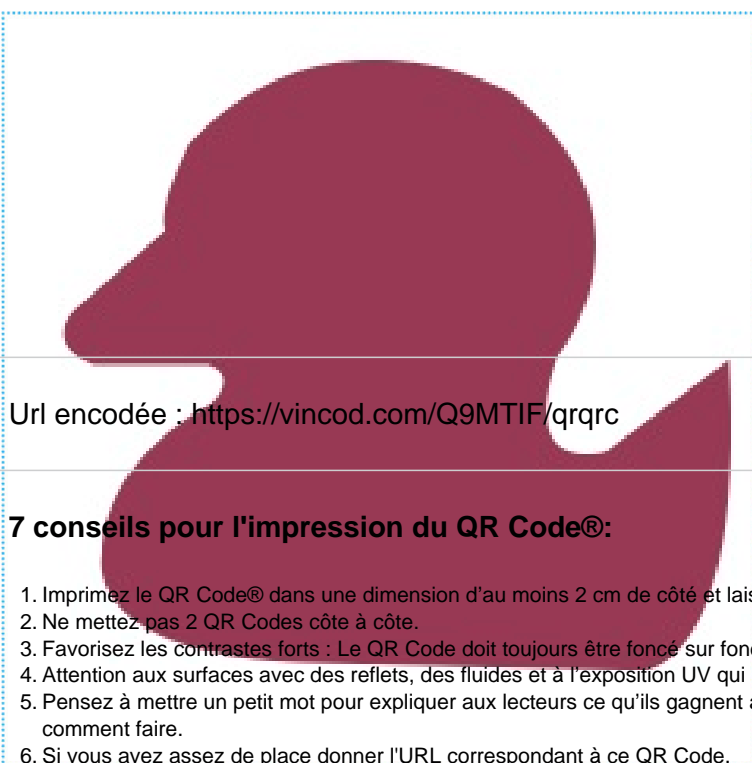 Url encodée : https://vincod.com/Q9MTIF/qrqrc
7 conseils pour l'impression du QR Code®:
1. Imprimez le QR Code® dans une dimension d’au moins 2 cm de côté et lais
2. Ne mettez pas 2 QR Codes côte à côte.
3. Favorisez les contrastes forts : Le QR Code doit toujours être foncé sur fon
4. Attention aux surfaces avec des reflets, des fluides et à l'exposition UV qui
5. Pensez à mettre un petit mot pour expliquer aux lecteurs ce qu'ils gagnent
comment faire.
6. Si vous avez assez de place donner l'URL correspondant à ce QR Code.